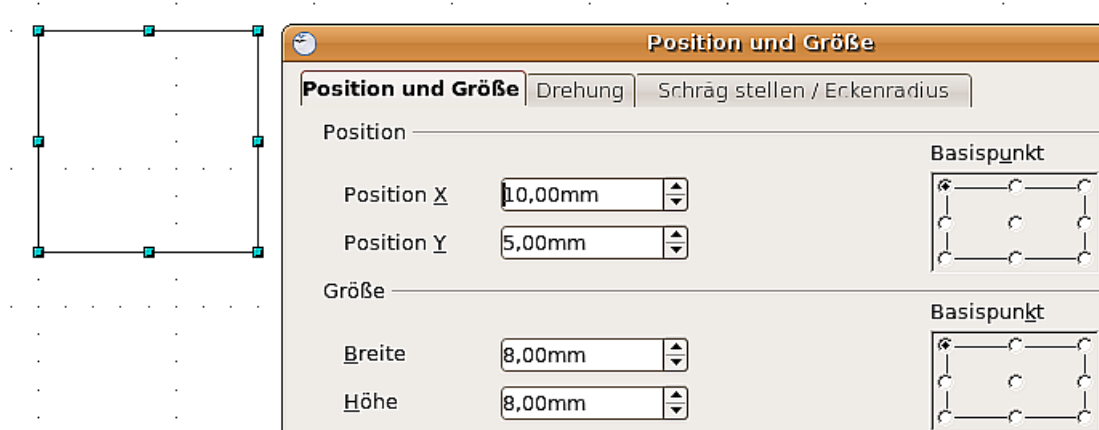 Position und Größe
Position und Größe Drehung Schräg stellen / Eckenradius
Position
Basispunkt
Position X 10,00mm
Position Y 5,00mm
Größe
Basispunkt
Breite 8,00mm
Höhe 8,00mm